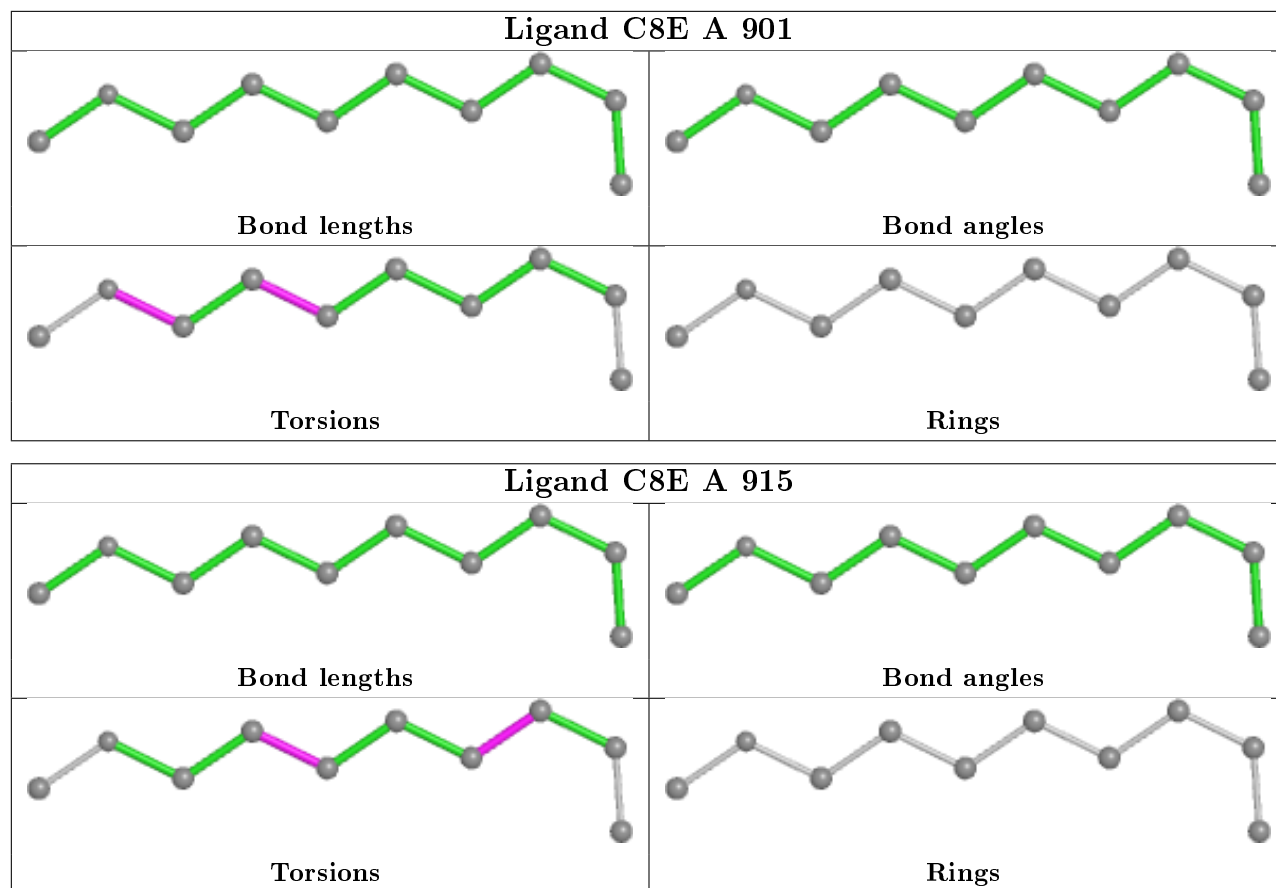 Ligand C8E A 901
Bond lengths
Bond angles
Torsions
Rings
Ligand C8E A 915
Bond lengths
Bond angles
Torsions
Rings